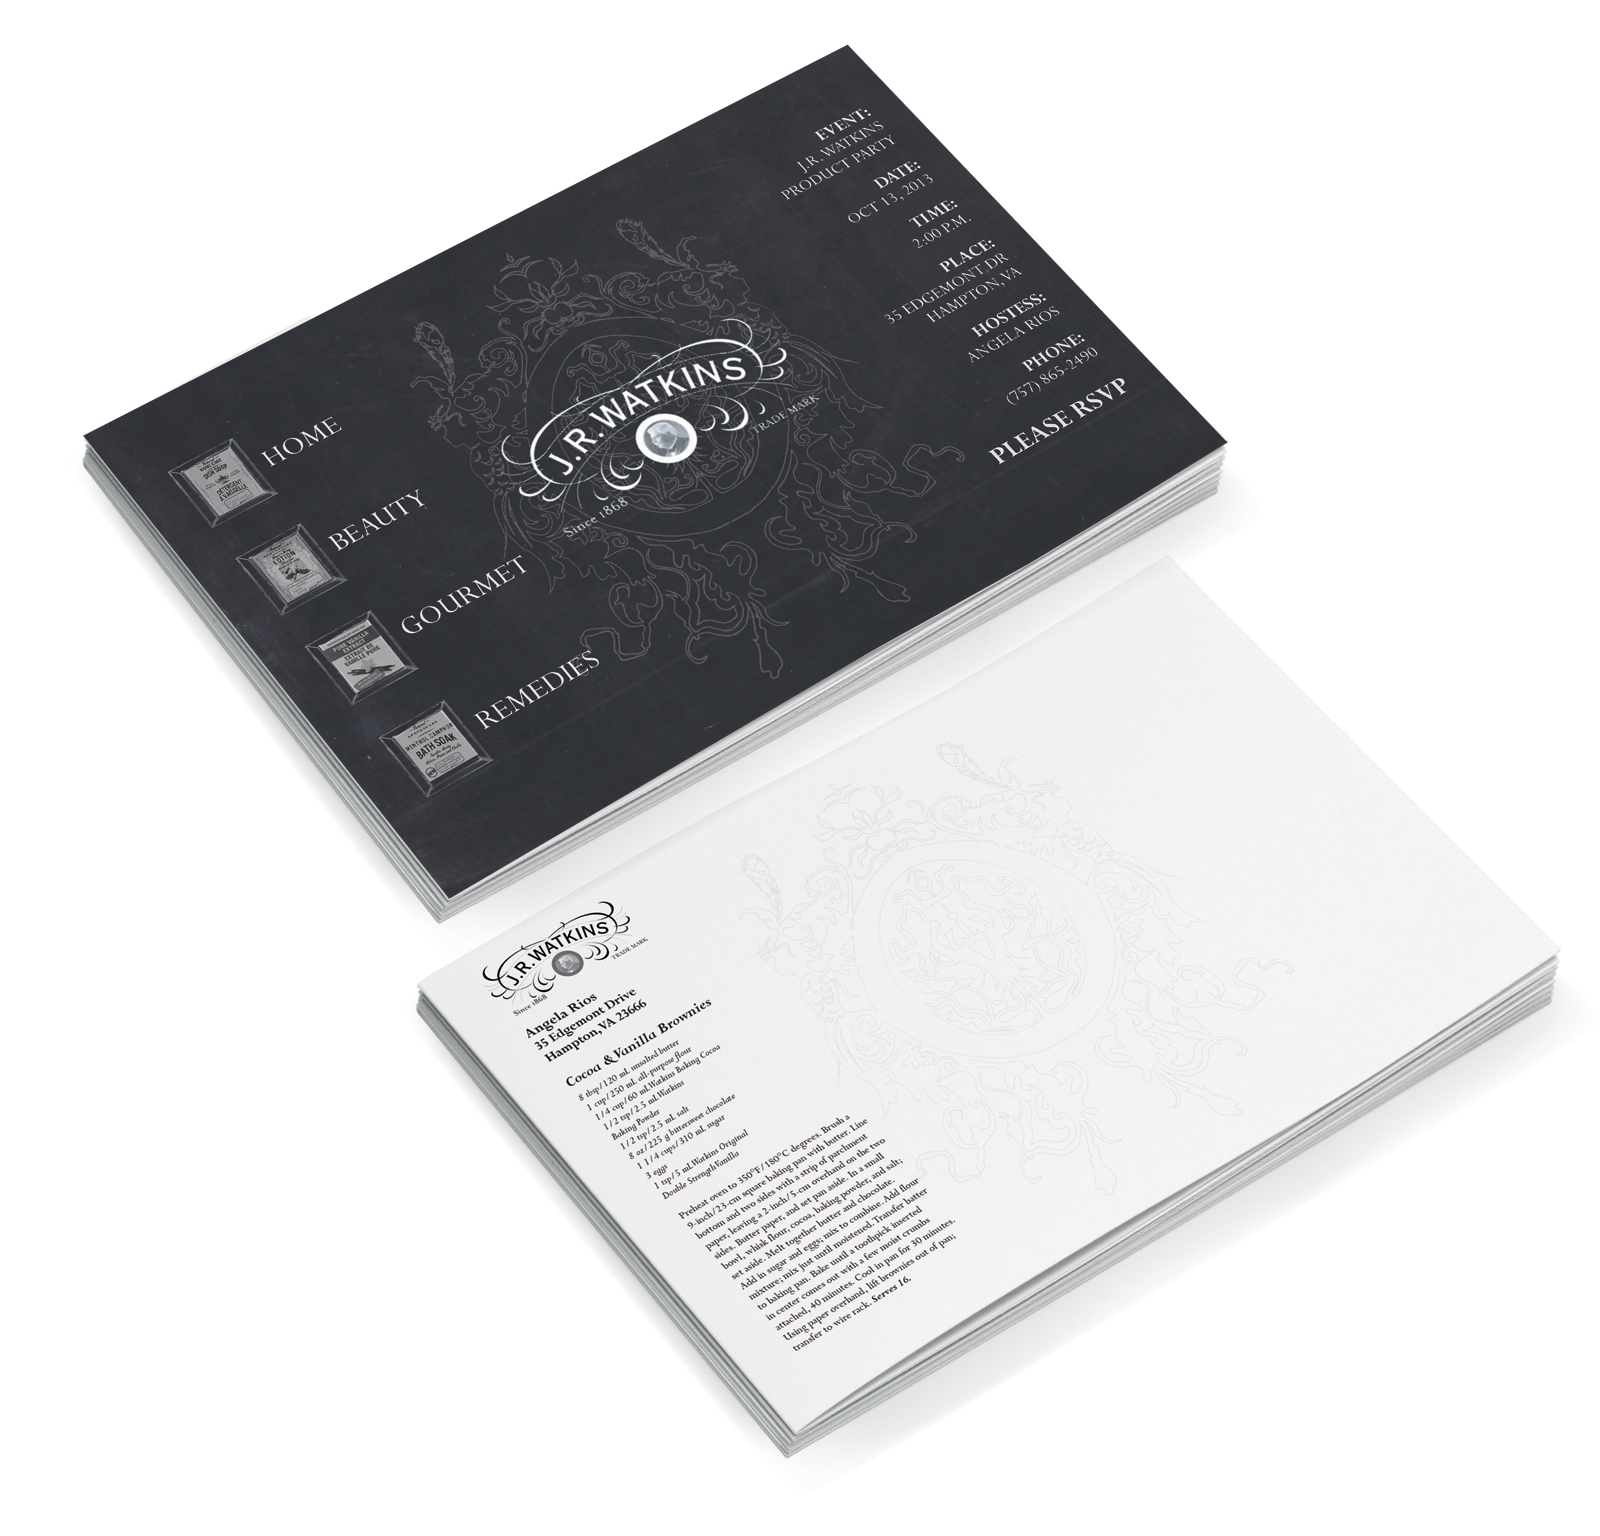 EVENT:
J.R. WATKINS
PRODUCT PARTY
DATE:
OCT 13, 2013
TIME:
2:00 P.M.
PLACE:
35 EDGEMONT DR
HAMPTON, VA
HOSTESS:
ANGELA RIOS
PHONE:
(757) 865-2490
PLEASE RSVP
J.R. WATKINS
TRADE MARK
Since 1868
HOME
DISH SOAP
DETERGENT
À VAISSELLE
BEAUTY
LOTION
GOURMET
PURE VANILLA
EXTRACT
EXTRAIT DE
VANILLE PURE
REMEDIES
APOTHECARY
MENTHOL CAMPHOR
BATH SOAK
J.R. WATKINS
TRADE MARK
Since 1868
Angela Rios
35 Edgemont Drive
Hampton, VA 23666
Cocoa & Vanilla Brownies
8 tbsp/120 mL unsalted butter
1 cup/250 mL all-purpose flour
1/4 cup/60 mL Watkins Baking Cocoa
1/2 tsp/2.5 mL Watkins
Baking Powder
1/2 tsp/2.5 mL salt
8 oz/225 g bittersweet chocolate
1 1/4 cups/310 mL sugar
3 eggs
1 tsp/5 mL Watkins Original
Double Strength Vanilla
Preheat oven to 350°F/180°C degrees. Brush a
9-inch/23-cm square baking pan with butter. Line
bottom and two sides with a strip of parchment
paper, leaving a 2-inch/5-cm overhand on the two
sides. Butter paper, and set pan aside. In a small
bowl, whisk flour, cocoa, baking powder, and salt;
set aside. Melt together butter and chocolate.
Add in sugar and eggs; mix to combine. Add flour
mixture; mix just until moistened. Transfer batter
to baking pan. Bake until a toothpick inserted
in center comes out with a few moist crumbs
attached, 40 minutes. Cool in pan for 30 minutes.
Using paper overhand, lift brownies out of pan;
transfer to wire rack. Serves 16.